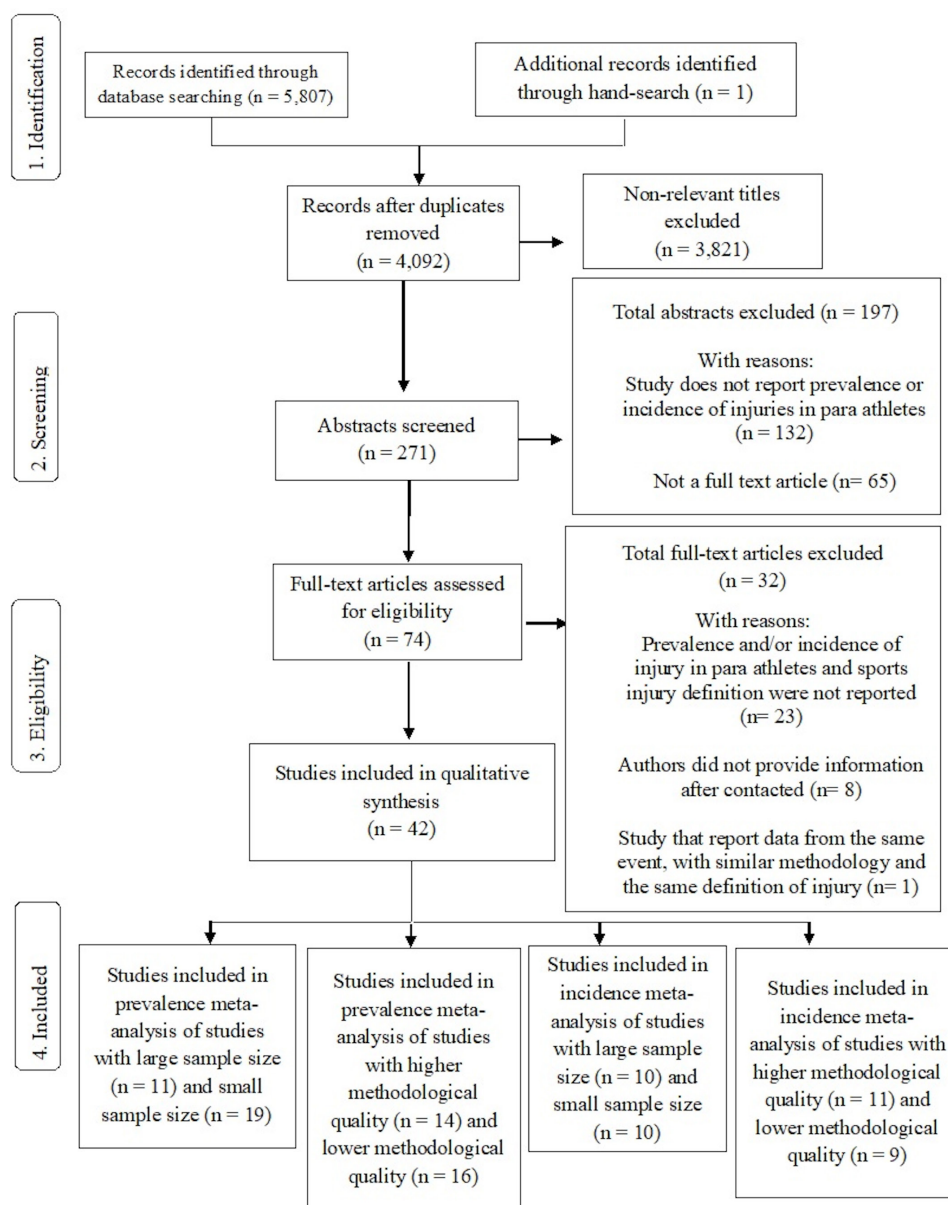 1. Identification
Records identified through
database searching (n = 5,807)
Additional records identified
through hand-search (n = 1)
Records after duplicates
removed
(n = 4,092)
Non-relevant titles
excluded
(n = 3,821)
2. Screening
Total abstracts excluded (n = 197)
With reasons:
Study does not report prevalence or
incidence of injuries in para athletes
(n = 132)
Not a full text article (n= 65)
Abstracts screened
(n = 271)
3. Eligibility
Full-text articles assessed
for eligibility
(n = 74)
Total full-text articles excluded
(n = 32)
With reasons:
Prevalence and/or incidence of
injury in para athletes and sports
injury definition were not reported
(n= 23)
Authors did not provide information
after contacted (n= 8)
Study that report data from the same
event, with similar methodology and
the same definition of injury (n= 1)
Studies included in qualitative
synthesis
(n = 42)
4. Included
Studies included in
prevalence meta-
analysis of studies
with large sample size
(n = 11) and small
sample size (n = 19)
Studies included in
prevalence meta-
analysis of studies
with higher
methodological
quality (n = 14) and
lower methodological
quality (n = 16)
Studies included in
incidence meta-
analysis of studies
with large sample
size (n = 10) and
small sample size
(n = 10)
Studies included in
incidence meta-
analysis of studies with
higher methodological
quality (n = 11) and
lower methodological
quality (n = 9)